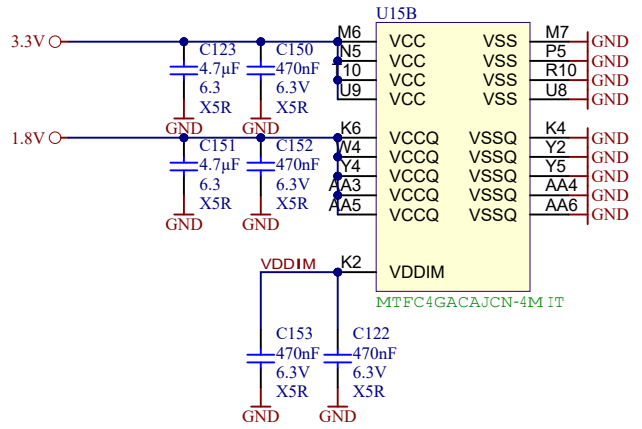 U15B
3.3V
M6 VCC VSS M7 GND
N5 VCC VSS P5 GND
T10 VCC VSS R10 GND
U9 VCC VSS U8 GND
C123
4.7µF
6.3
X5R
GND
C150
470nF
6.3V
X5R
GND
1.8V
K6 VCCQ VSSQ K4 GND
W4 VCCQ VSSQ Y2 GND
Y4 VCCQ VSSQ Y5 GND
AA3 VCCQ VSSQ AA4 GND
AA5 VCCQ VSSQ AA6 GND
C151
4.7µF
6.3
X5R
GND
C152
470nF
6.3V
X5R
GND
VDDIM K2 VDDIM
MTFC4GACAJCN-4M IT
C153
470nF
6.3V
X5R
GND
C122
470nF
6.3V
X5R
GND